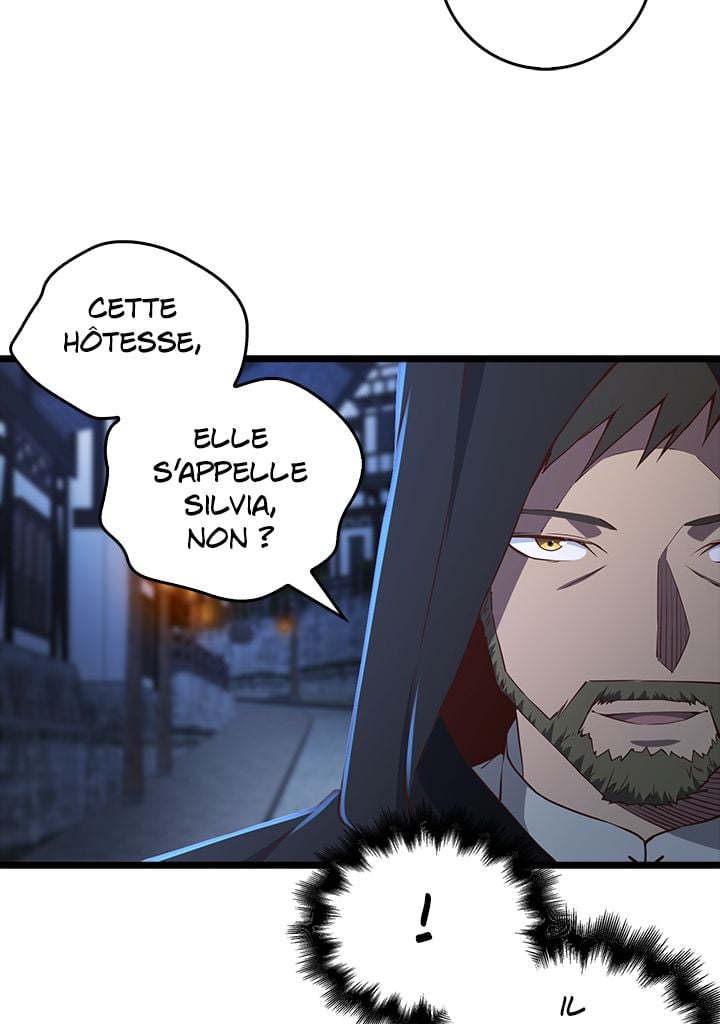 CETTE
HÔTESSE,
ELLE
S'APPELLE
SILVIA,
NON ?
!
IL